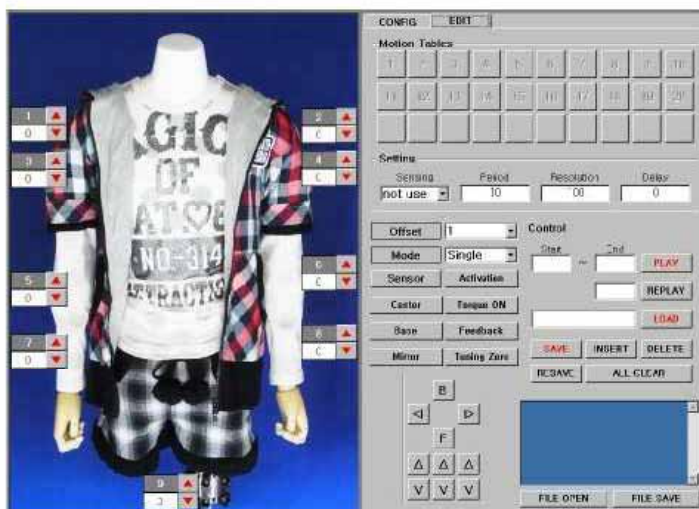 CONFIG EDIT
Motion Tables
1 2 3 4 5 6 7 8 9 10
11 12 13 14 15 16 17 18 19 20
Setting
Sensing Period Resolution Delay
not use 10 100 0
Offset 1
Mode Single
Sensor Activation
Castor Torque ON
Base Feedback
Mirror Tuning Zero
Control
Start ~ End PLAY
REPLAY
LOAD
SAVE INSERT DELETE
RESAVE ALL CLEAR
B
F
FILE OPEN FILE SAVE
1
0
2
3
0
4
5
0
6
7
0
8
9
AGIC
OF
NO-314